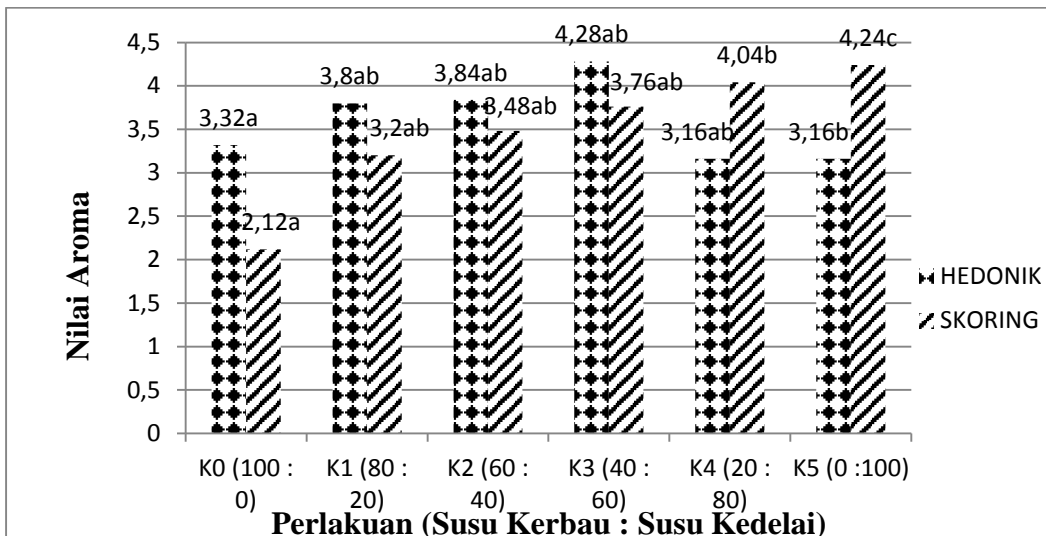 4,5
4
3,5
3
2,5
2
1,5
1
0,5
0
Nilai Aroma
3,32a
2,12a
3,8ab
3,2ab
3,84ab
3,48ab
4,28ab
3,76ab
3,16ab
4,04b
3,16b
4,24c
HEDONIK
SKORING
K0 (100 :
0)
K1 (80 :
20)
K2 (60 :
40)
K3 (40 :
60)
K4 (20 :
80)
K5 (0 :100)
Perlakuan (Susu Kerbau : Susu Kedelai)